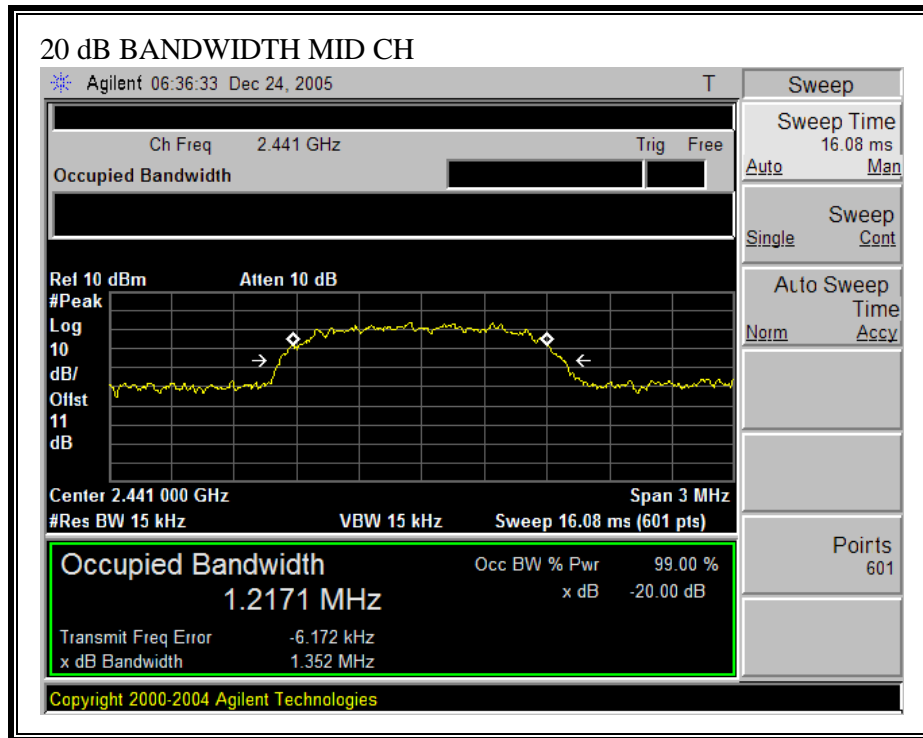 20 dB BANDWIDTH MID CH
Agilent 06:36:33 Dec 24, 2005 T
Sweep
Ch Freq 2.441 GHz Trig Free
Occupied Bandwidth
Sweep Time
16.08 ms
Auto Man
Sweep
Single Cont
Auto Sweep
Time
Norm Accy
Ref 10 dBm Atten 10 dB
#Peak
Log
10
dB/
Offst
11
dB
Center 2.441 000 GHz Span 3 MHz
#Res BW 15 kHz VBW 15 kHz Sweep 16.08 ms (601 pts)
Points
601
Occupied Bandwidth Occ BW % Pwr 99.00 %
1.2171 MHz x dB -20.00 dB
Transmit Freq Error -6.172 kHz
x dB Bandwidth 1.352 MHz
Copyright 2000-2004 Agilent Technologies